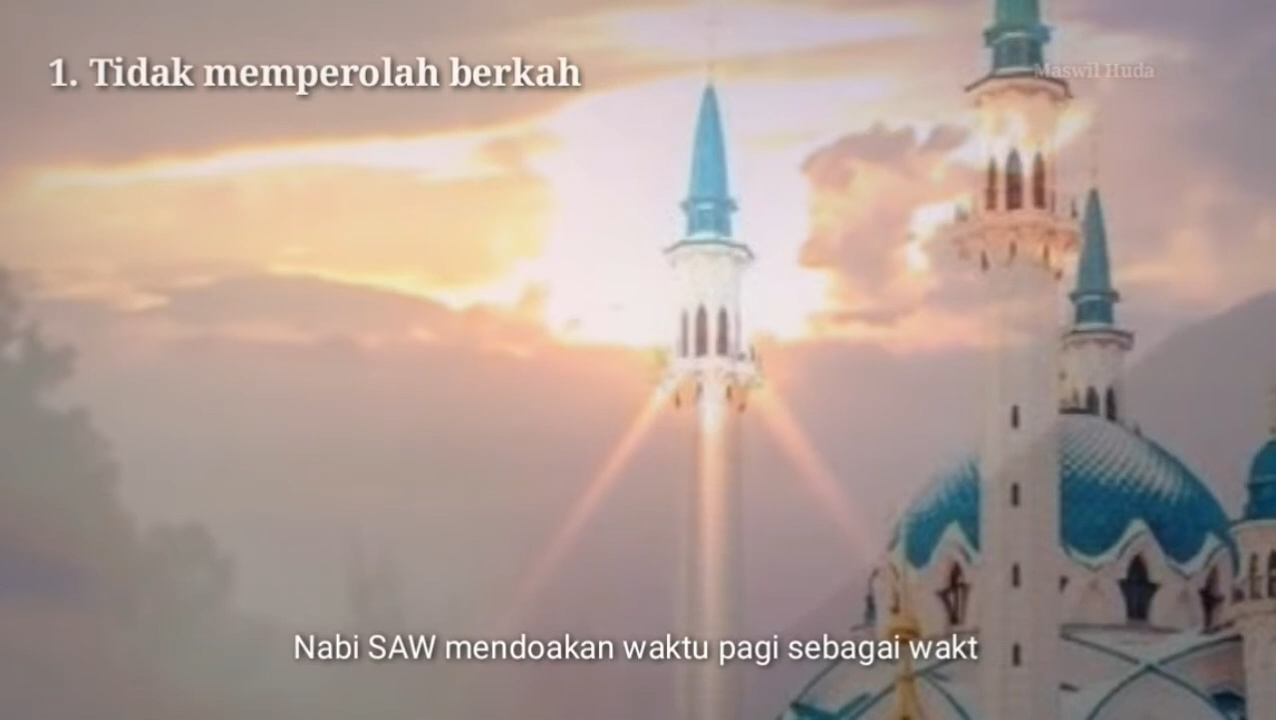 1. Tidak memperolah berkah
Maswil Huda
Nabi SAW mendoakan waktu pagi sebagai wakt